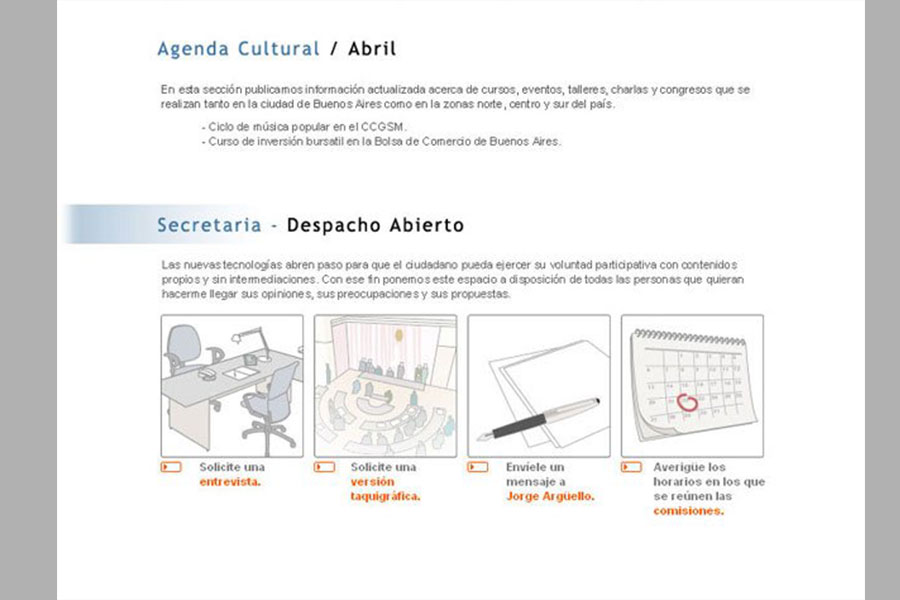 Agenda Cultural / Abril
En esta sección publicamos información actualizada acerca de cursos, eventos, talleres, charlas y congresos que se
realizan tanto en la ciudad de Buenos Aires como en la zonas norte, centro y sur del país.
- Ciclo de música popular en el CCGSM.
- Curso de inversión bursatil en la Bolsa de Comercio de Buenos Aires.
Secretaria - Despacho Abierto
Las nuevas tecnologías abren paso para que el ciudadano pueda ejercer su voluntad participativa con contenidos
propios y sin intermediaciones. Con ese fin ponemos este espacio a disposición de todas las personas que quieran
hacerme llegar sus opiniones, sus preocupaciones y sus propuestas.
Solicite una
entrevista.
Solicite una
versión
taquigráfica.
Envíele un
mensaje a
Jorge Argüello.
Averigüe los
horarios en los que
se reúnen las
comisiones.